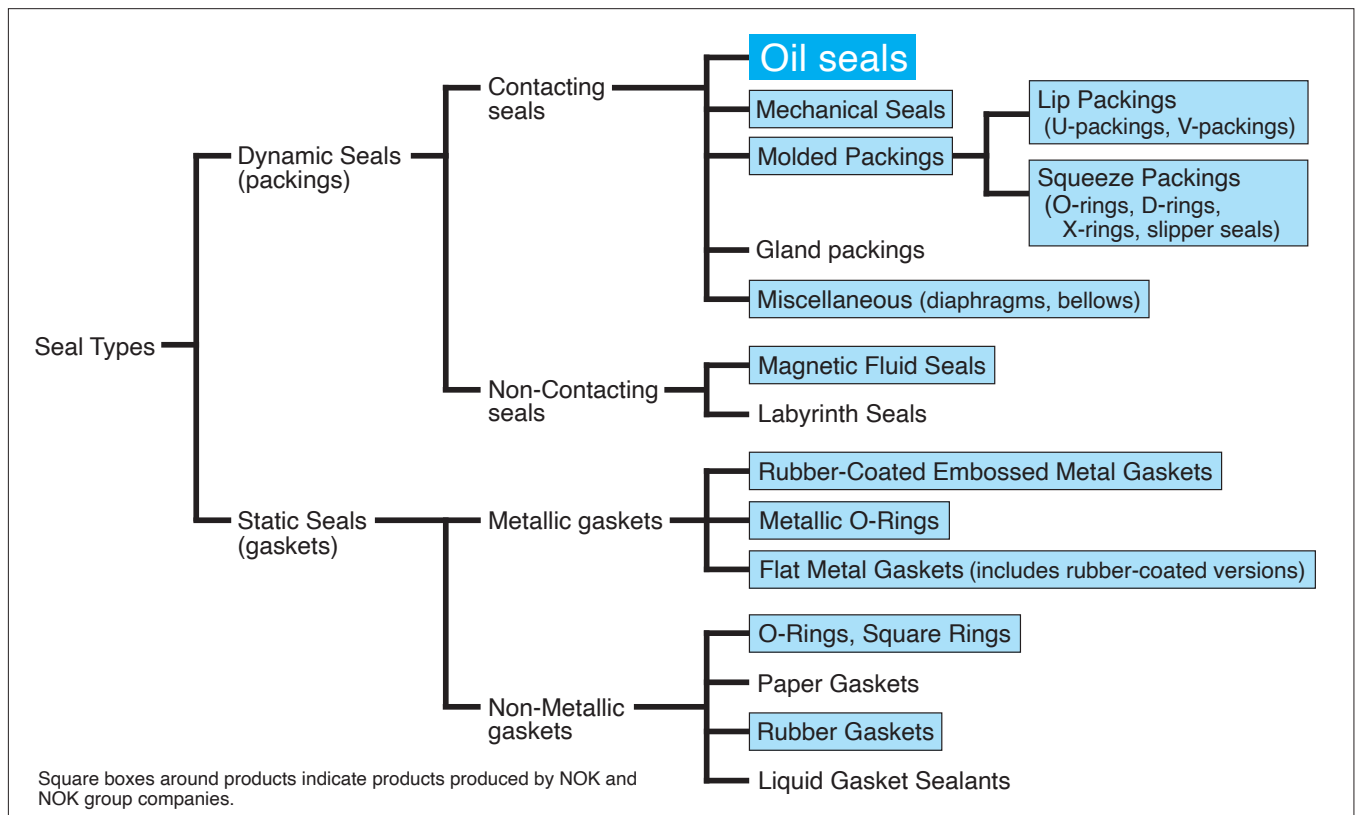 Seal Types
Dynamic Seals
(packings)
Contacting
seals
Oil seals
Mechanical Seals
Molded Packings
Lip Packings
(U-packings, V-packings)
Squeeze Packings
(O-rings, D-rings,
X-rings, slipper seals)
Gland packings
Miscellaneous (diaphragms, bellows)
Non-Contacting
seals
Magnetic Fluid Seals
Labyrinth Seals
Static Seals
(gaskets)
Metallic gaskets
Rubber-Coated Embossed Metal Gaskets
Metallic O-Rings
Flat Metal Gaskets (includes rubber-coated versions)
Non-Metallic
gaskets
O-Rings, Square Rings
Paper Gaskets
Rubber Gaskets
Liquid Gasket Sealants
Square boxes around products indicate products produced by NOK and
NOK group companies.